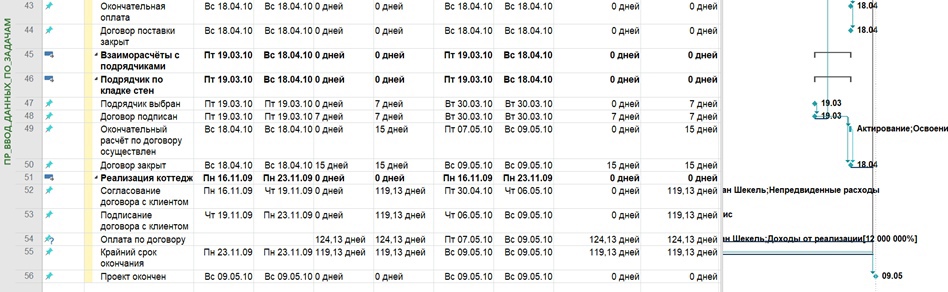 ПР_ВВОД_ДАННЫХ_ПО_ЗАДАЧАМ
43 Окончательная оплата Вс 18.04.10 Вс 18.04.10 0 дней 0 дней Вс 18.04.10 Вс 18.04.10 0 дней 0 дней 18.04
44 Договор поставки закрыт Вс 18.04.10 Вс 18.04.10 0 дней 0 дней Вс 18.04.10 Вс 18.04.10 0 дней 0 дней 18.04
45 Взаиморасчёты с подрядчиками Пт 19.03.10 Вс 18.04.10 0 дней 0 дней Пт 19.03.10 Вс 18.04.10 0 дней 0 дней
46 Подрядчик по кладке стен Пт 19.03.10 Вс 18.04.10 0 дней 0 дней Пт 19.03.10 Вс 18.04.10 0 дней 0 дней
47 Подрядчик выбран Пт 19.03.10 Пт 19.03.10 0 дней 7 дней Вт 30.03.10 Вт 30.03.10 0 дней 7 дней 19.03
48 Договор подписан Пт 19.03.10 Пт 19.03.10 7 дней 7 дней Вт 30.03.10 Вт 30.03.10 7 дней 7 дней 19.03
49 Окончательный расчёт по договору осуществлен Вс 18.04.10 Вс 18.04.10 0 дней 15 дней Пт 07.05.10 Вс 09.05.10 0 дней 15 дней Актирование;Освоени
50 Договор закрыт Вс 18.04.10 Вс 18.04.10 15 дней 15 дней Вс 09.05.10 Вс 09.05.10 15 дней 15 дней 18.04
51 Реализация коттедж Пн 16.11.09 Пн 23.11.09 0 дней 0 дней Пн 16.11.09 Пн 23.11.09 0 дней 0 дней
52 Согласование договора с клиентом Пн 16.11.09 Чт 19.11.09 0 дней 119,13 дней Пт 30.04.10 Чт 06.05.10 0 дней 119,13 дней ан Шекель;Непредвиденные расходы
53 Подписание договора с клиентом Чт 19.11.09 Пн 23.11.09 0 дней 119,13 дней Чт 06.05.10 Вс 09.05.10 0 дней 119,13 дней ис
54 Оплата по договору 124,13 дней 124,13 дней Пт 07.05.10 Вс 09.05.10 124,13 дней 124,13 дней ан Шекель;Доходы от реализации[12 000 000%]
55 Крайний срок окончания Пн 23.11.09 Пн 23.11.09 119,13 дней 119,13 дней Вс 09.05.10 Вс 09.05.10 119,13 дней 119,13 дней
56 Проект окончен Вс 09.05.10 Вс 09.05.10 0 дней 0 дней Вс 09.05.10 Вс 09.05.10 0 дней 0 дней 09.05